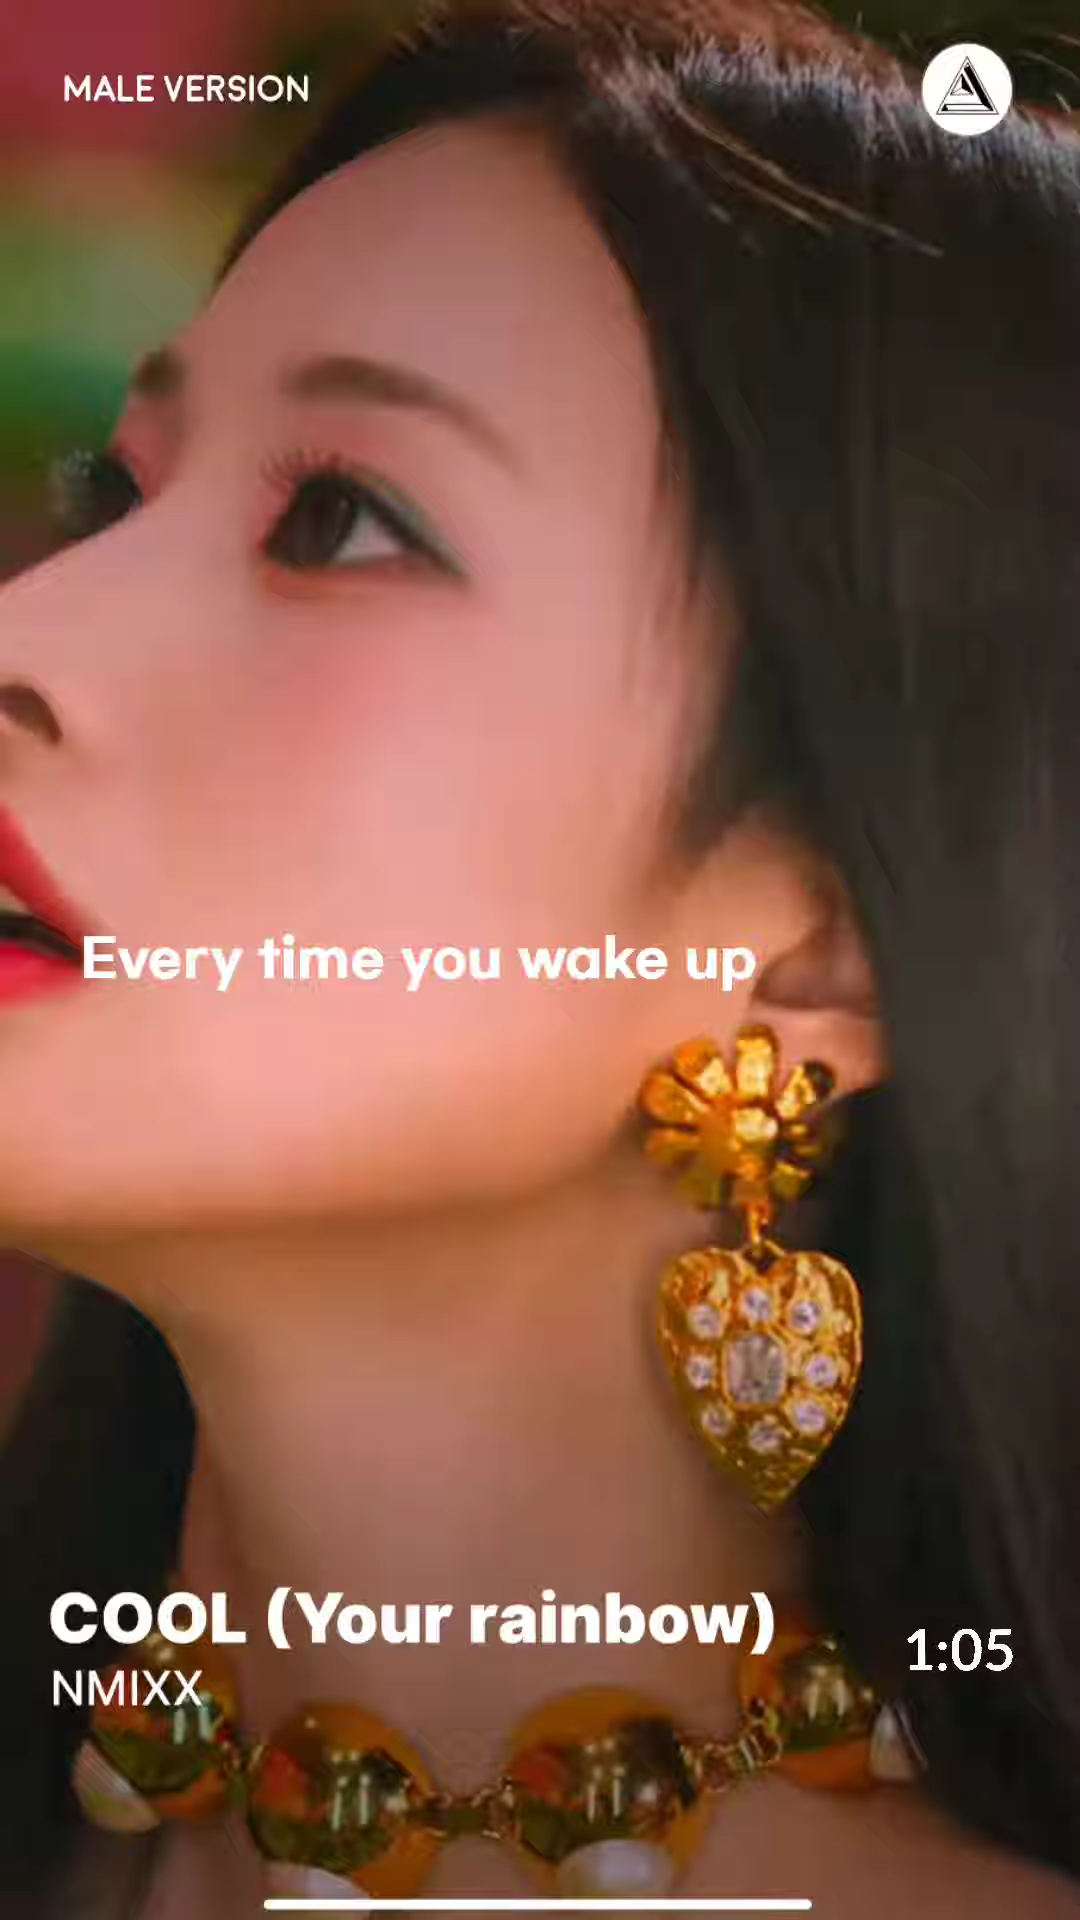 MALE VERSION
Every time you wake up
COOL (Your rainbow)
1:05
NMIXX